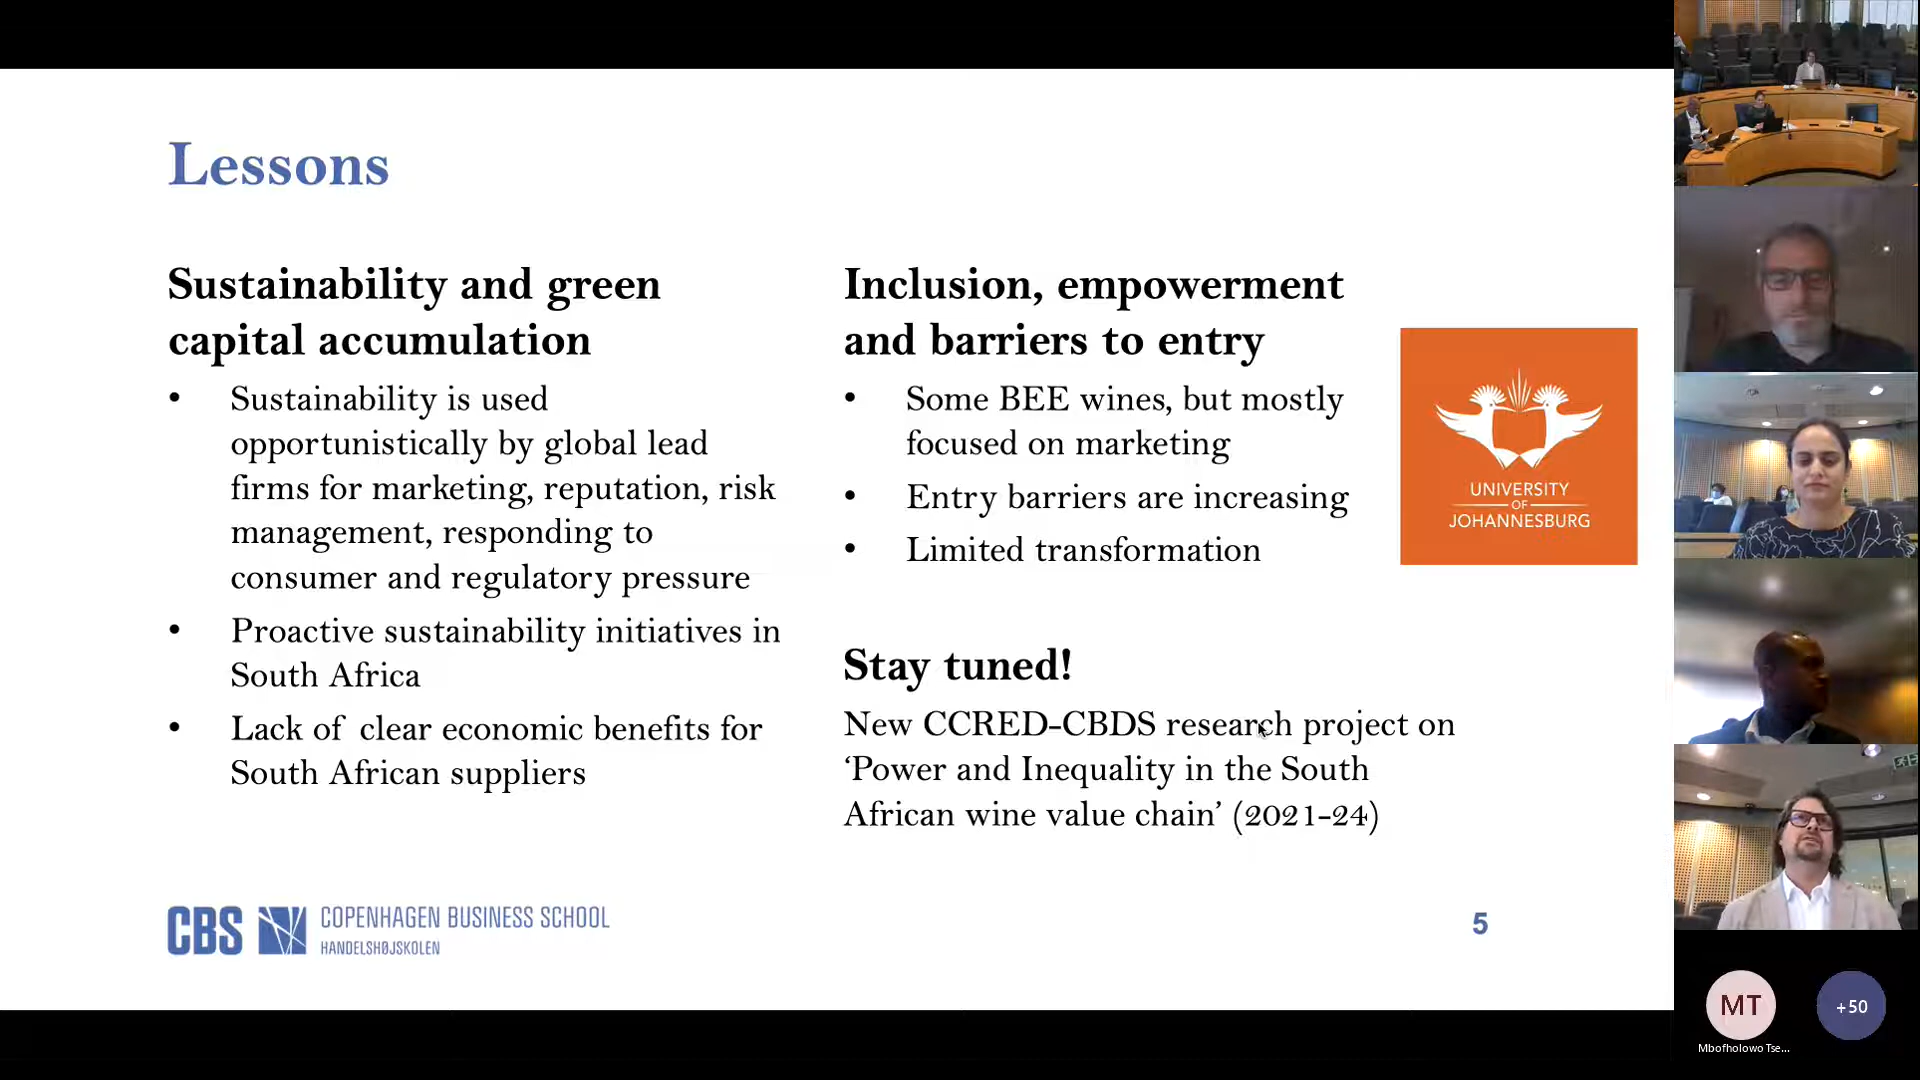 Lessons
Sustainability and green
capital accumulation
• Sustainability is used
opportunistically by global lead
firms for marketing, reputation, risk
management, responding to
consumer and regulatory pressure
• Proactive sustainability initiatives in
South Africa
• Lack of clear economic benefits for
South African suppliers
Inclusion, empowerment
and barriers to entry
• Some BEE wines, but mostly
focused on marketing
• Entry barriers are increasing
• Limited transformation
UNIVERSITY
OF
JOHANNESBURG
Stay tuned!
New CCRED-CBDS research project on
‘Power and Inequality in the South
African wine value chain’ (2021-24)
CBS COPENHAGEN BUSINESS SCHOOL
HANDELSHØJSKOLEN
5
MT
+50
Mbofholowo Tse...